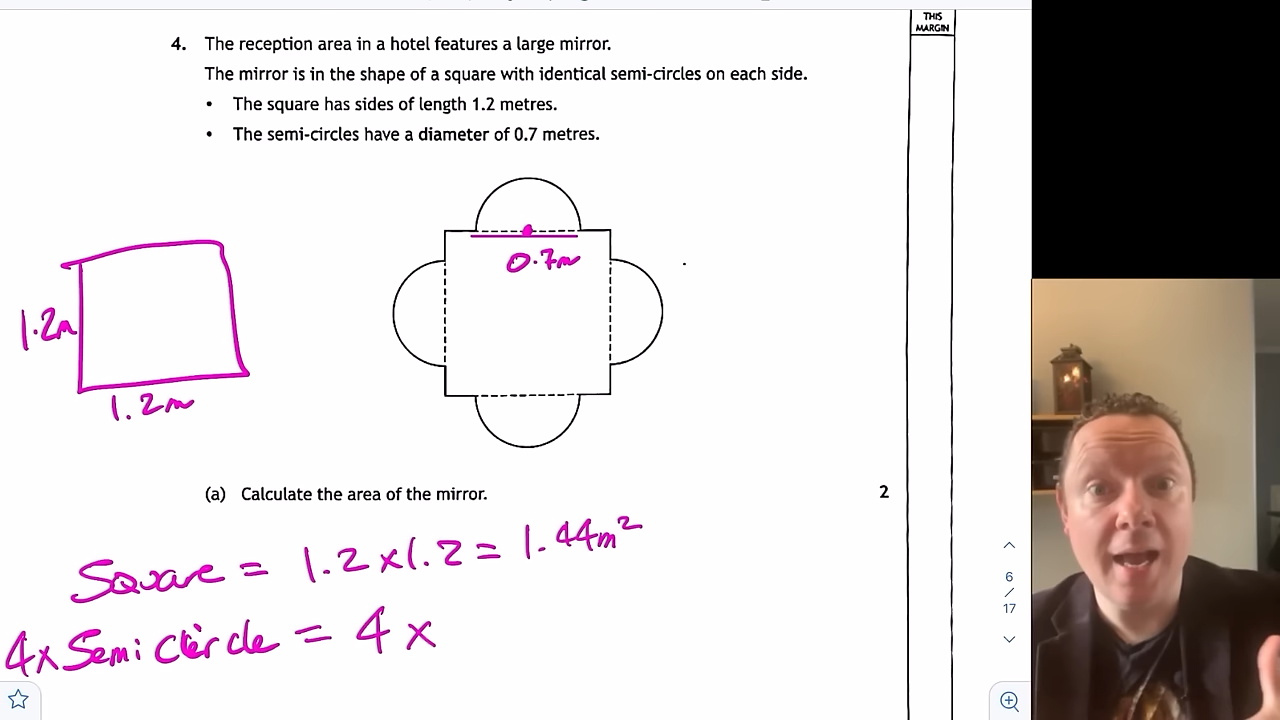 THIS
MARGIN
4. The reception area in a hotel features a large mirror.
The mirror is in the shape of a square with identical semi-circles on each side.
• The square has sides of length 1.2 metres.
• The semi-circles have a diameter of 0.7 metres.
0.7m
1.2m
1.2m
(a) Calculate the area of the mirror.
2
Square = 1.2 x 1.2 = 1.44m²
4x Semi circle = 4 x
6
/
17